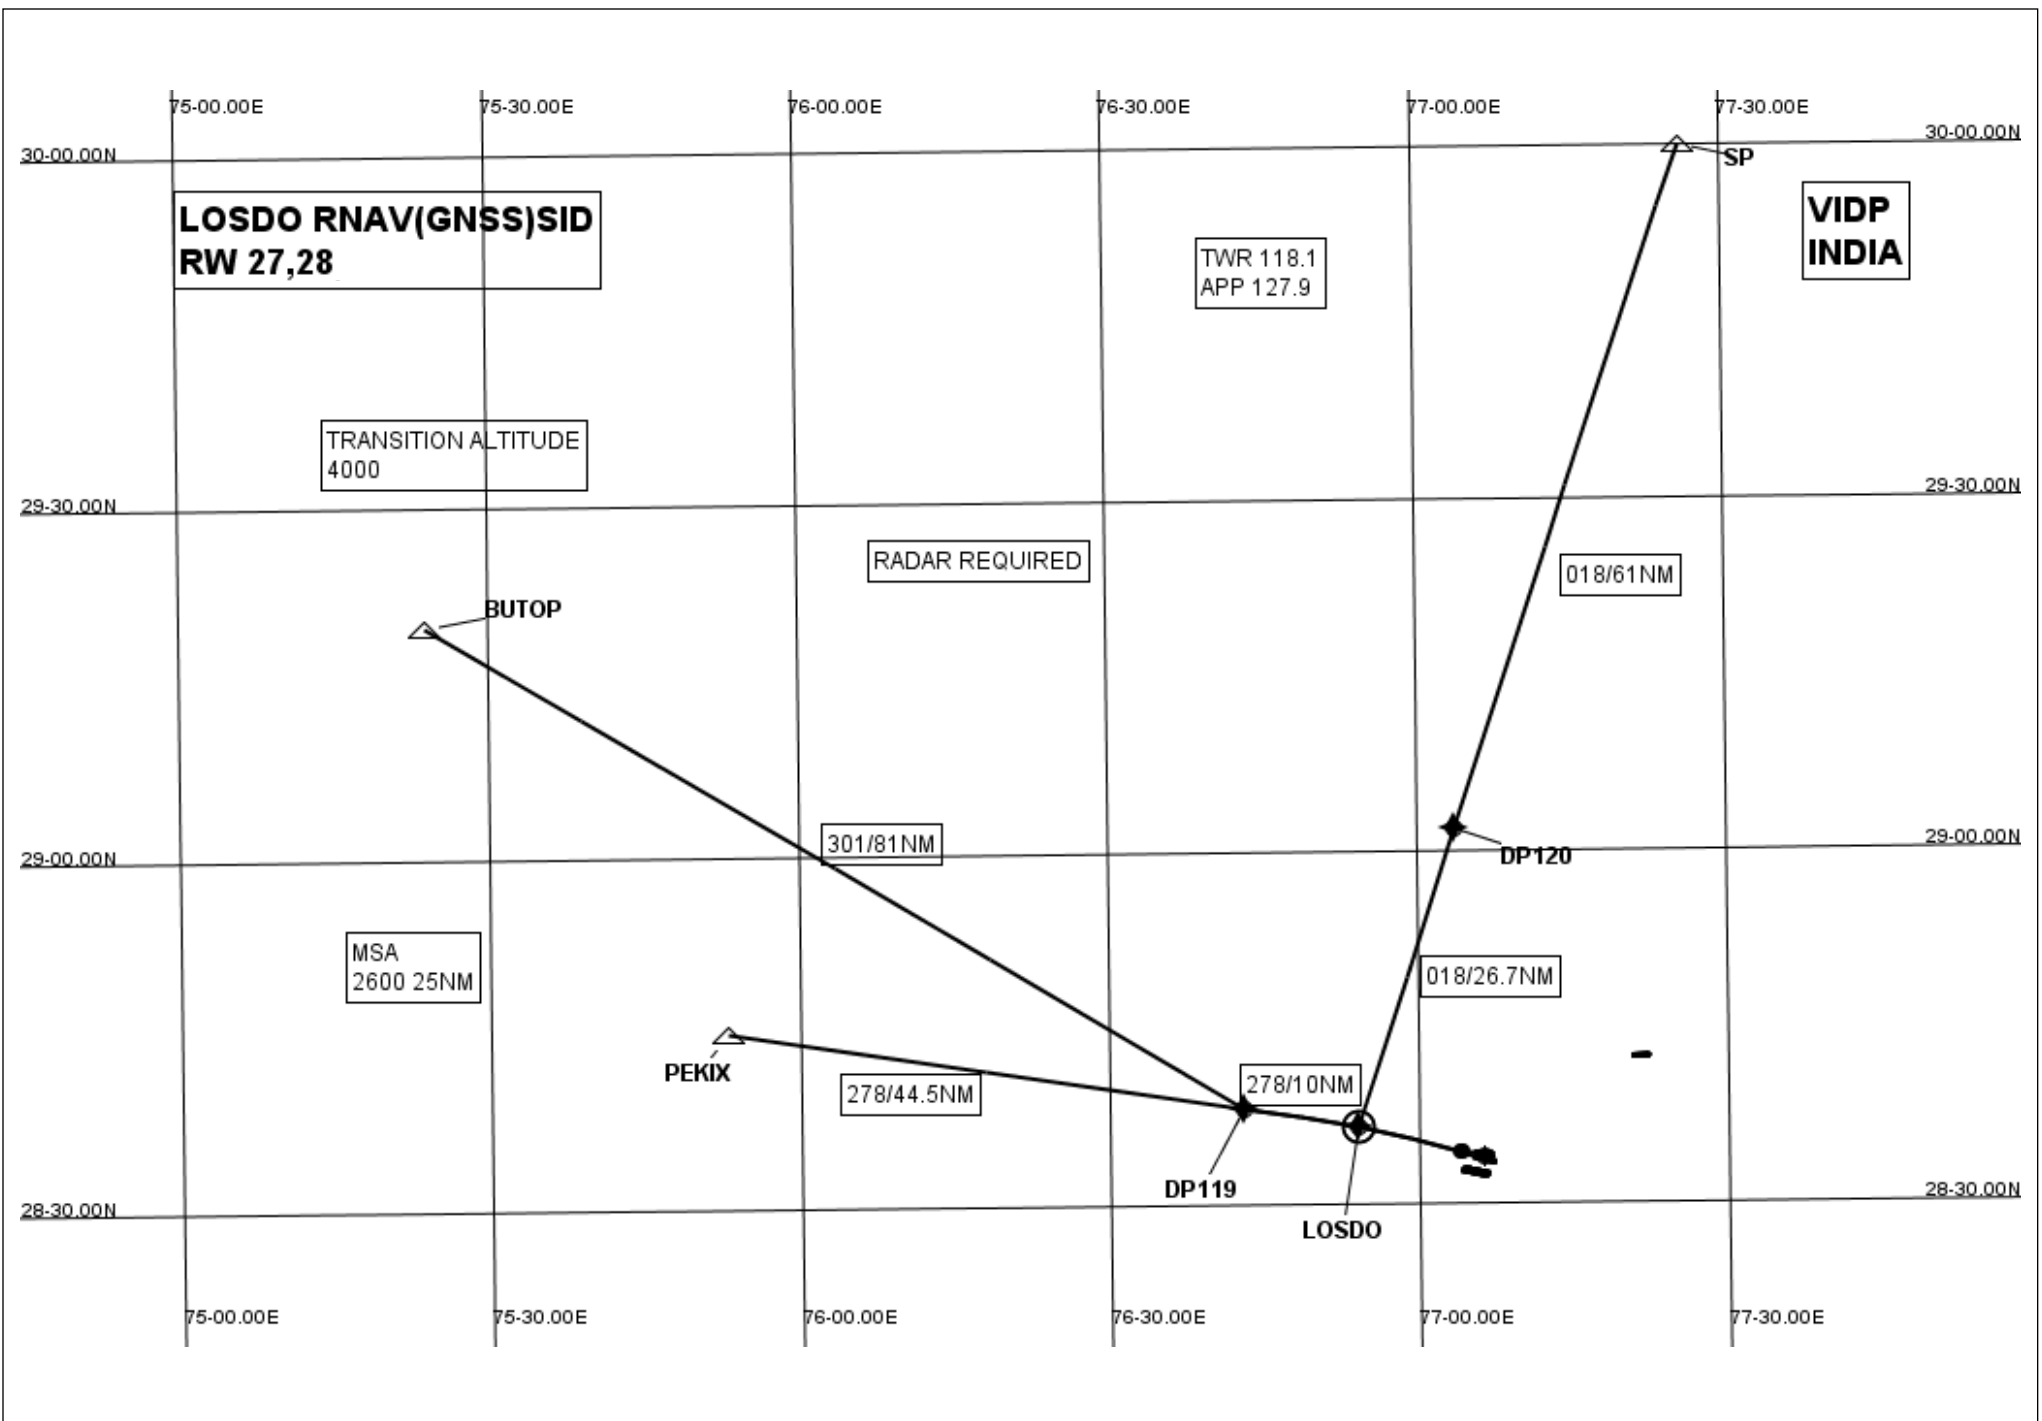 75-00.00E
75-30.00E
76-00.00E
76-30.00E
77-00.00E
77-30.00E
30-00.00N
30-00.00N
SP
LOSDO RNAV(GNSS)SID
RW 27,28
VIDP
INDIA
TWR 118.1
APP 127.9
TRANSITION ALTITUDE
4000
29-30.00N
29-30.00N
RADAR REQUIRED
018/61NM
BUTOP
301/81NM
29-00.00N
29-00.00N
DP120
MSA
2600 25NM
018/26.7NM
PEKIX
278/44.5NM
278/10NM
DP119
28-30.00N
28-30.00N
LOSDO
75-00.00E
75-30.00E
76-00.00E
76-30.00E
77-00.00E
77-30.00E